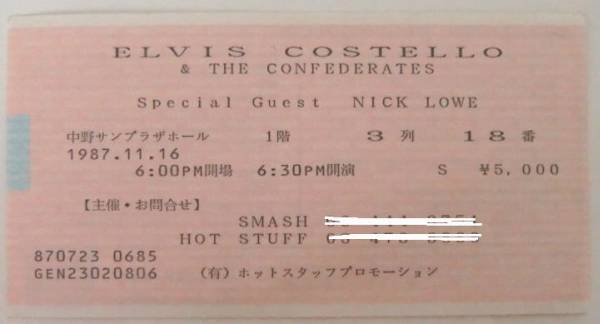 ELVIS COSTELLO
& THE CONFEDERATES
Special Guest NICK LOWE
中野サンプラザホール 1階 3列 18番
1987.11.16
6:00PM開場 6:30PM開演 S ¥5,000
【主催・お問合せ】
SMASH
HOT STUFF
870723 0685
GEN23020806 (有)ホットスタッフプロモーション